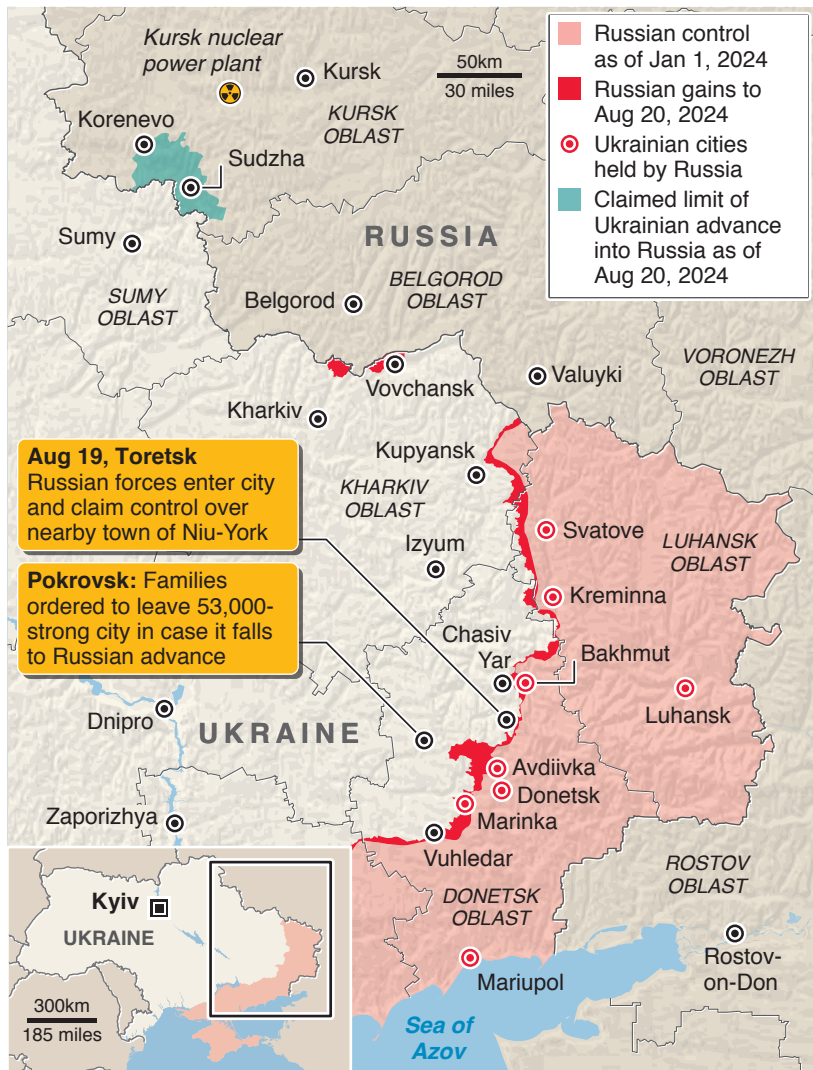 Kursk nuclear
power plant
Kursk
50km
30 miles
KURSK
OBLAST
Korenevo
Sudzha
Russian control
as of Jan 1, 2024
Russian gains to
Aug 20, 2024
Ukrainian cities
held by Russia
Claimed limit of
Ukrainian advance
into Russia as of
Aug 20, 2024
Sumy
RUSSIA
SUMY
OBLAST
Belgorod
BELGOROD
OBLAST
VORONEZH
OBLAST
Vovchansk
Valuyki
Kharkiv
Kupyansk
KHARKIV
OBLAST
Aug 19, Toretsk
Russian forces enter city
and claim control over
nearby town of Niu-York
Svatove
LUHANSK
OBLAST
Izyum
Pokrovsk: Families
ordered to leave 53,000-
strong city in case it falls
to Russian advance
Kreminna
Chasiv
Yar
Bakhmut
Luhansk
Dnipro
UKRAINE
Avdiivka
Donetsk
Marinka
Zaporizhya
Vuhledar
ROSTOV
OBLAST
DONETSK
OBLAST
Rostov-
on-Don
Mariupol
Sea of
Azov
Kyiv
UKRAINE
300km
185 miles